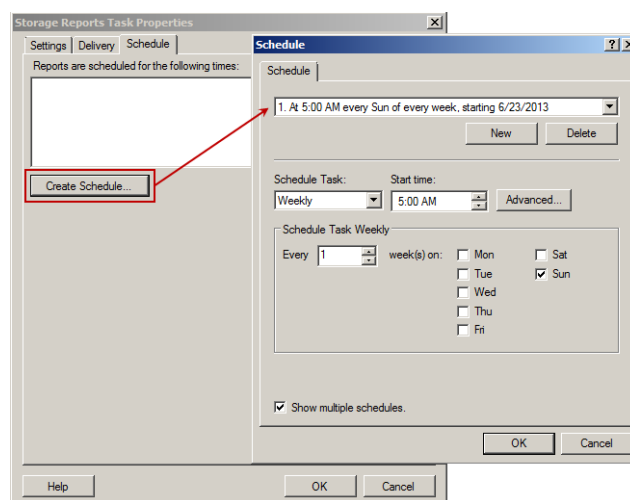 Storage Reports Task Properties
Settings
Delivery
Schedule
Reports are scheduled for the following times:
Create Schedule...
Help
OK
Cancel
Schedule
Schedule
1. At 5:00 AM every Sun of every week, starting 6/23/2013
New
Delete
Schedule Task:
Start time:
Weekly
5:00 AM
Advanced...
Schedule Task Weekly
Every
1
week(s) on:
Mon
Sat
Tue
Sun
Wed
Thu
Fri
Show multiple schedules.
OK
Cancel